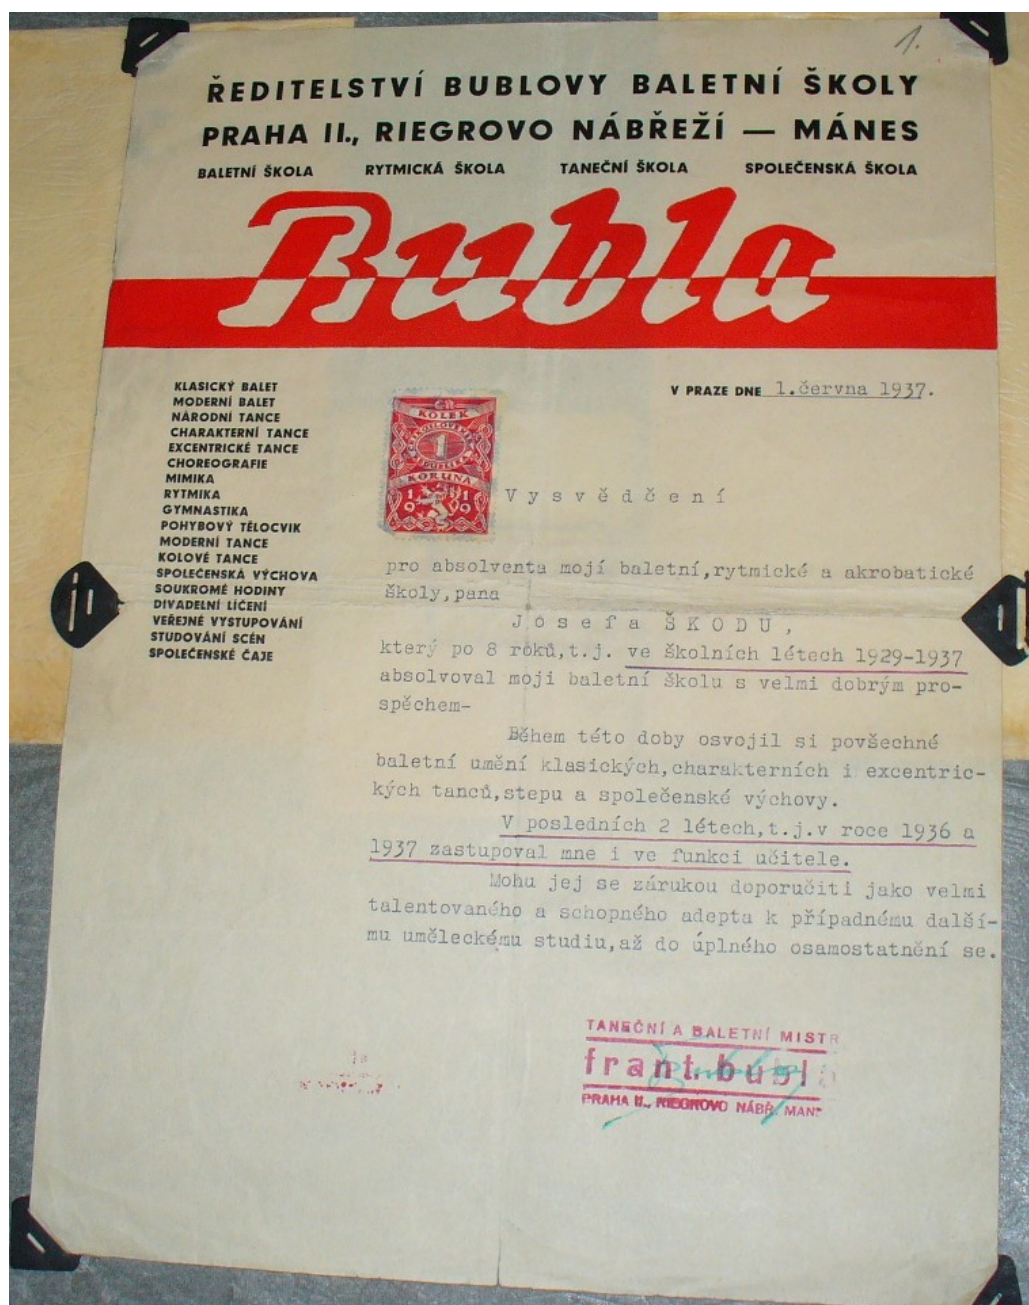 1.
ŘEDITELSTVÍ BUBLOVY BALETNÍ ŠKOLY
PRAHA II., RIEGROVO NÁBŘEŽÍ — MÁNES
BALETNÍ ŠKOLA RYTMICKÁ ŠKOLA TANEČNÍ ŠKOLA SPOLEČENSKÁ ŠKOLA
Bubla
KLASICKÝ BALET
MODERNÍ BALET
NÁRODNÍ TANCE
CHARAKTERNÍ TANCE
EXCENTRICKÉ TANCE
CHOREOGRAFIE
MIMIKA
RYTMIKA
GYMNASTIKA
POHYBOVÝ TĚLOCVIK
MODERNÍ TANCE
KOLOVÉ TANCE
SPOLEČENSKÁ VÝCHOVA
SOUKROMÉ HODINY
DIVADELNÍ LÍČENÍ
VEŘEJNÉ VYSTUPOVÁNÍ
STUDOVÁNÍ SCÉN
SPOLEČENSKÉ ČAJE
KOLEK
1
KORUNA
1919
V PRAZE DNE 1.června 1937.
Vysvědčení
pro absolventa mojí baletní,rytmické a akrobatické
školy,pana
Josefa ŠKODU,
který po 8 roků,t.j. ve školních létech 1929-1937
absolvoval moji baletní školu s velmi dobrým pro-
spěchem-
Během této doby osvojil si povšechné
baletní umění klasických,charakterních i excentric-
kých tanců,stepu a společenské výchovy.
V posledních 2 létech,t.j.v roce 1936 a
1937 zastupoval mne i ve funkci učitele.
Mohu jej se zárukou doporučiti jako velmi
talentovaného a schopného adepta k případnému další-
mu uměleckému studiu,až do úplného osamostatnění se.
TANEČNÍ A BALETNÍ MISTR
frant. bubla
PRAHA II., RIEGROVO NÁBŘ. MAN